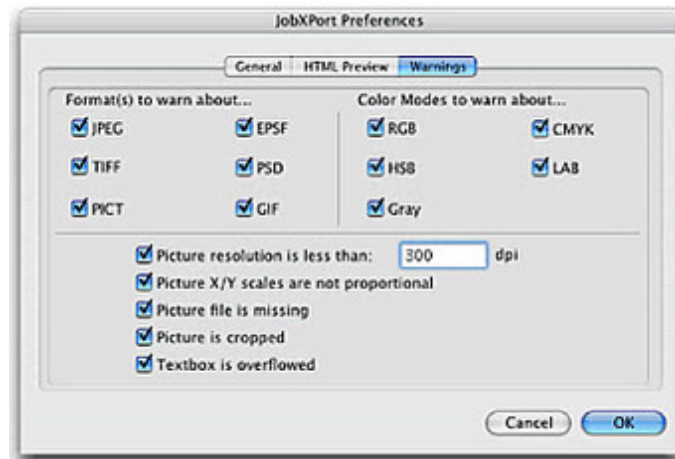 JobXPort Preferences
General HTML Preview Warnings
Format(s) to warn about...
JPEG EPSF
TIFF PSD
PICT GIF
Color Modes to warn about...
RGB CMYK
HSB LAB
Gray
Picture resolution is less than: 300 dpi
Picture X/Y scales are not proportional
Picture file is missing
Picture is cropped
Textbox is overflowed
Cancel OK